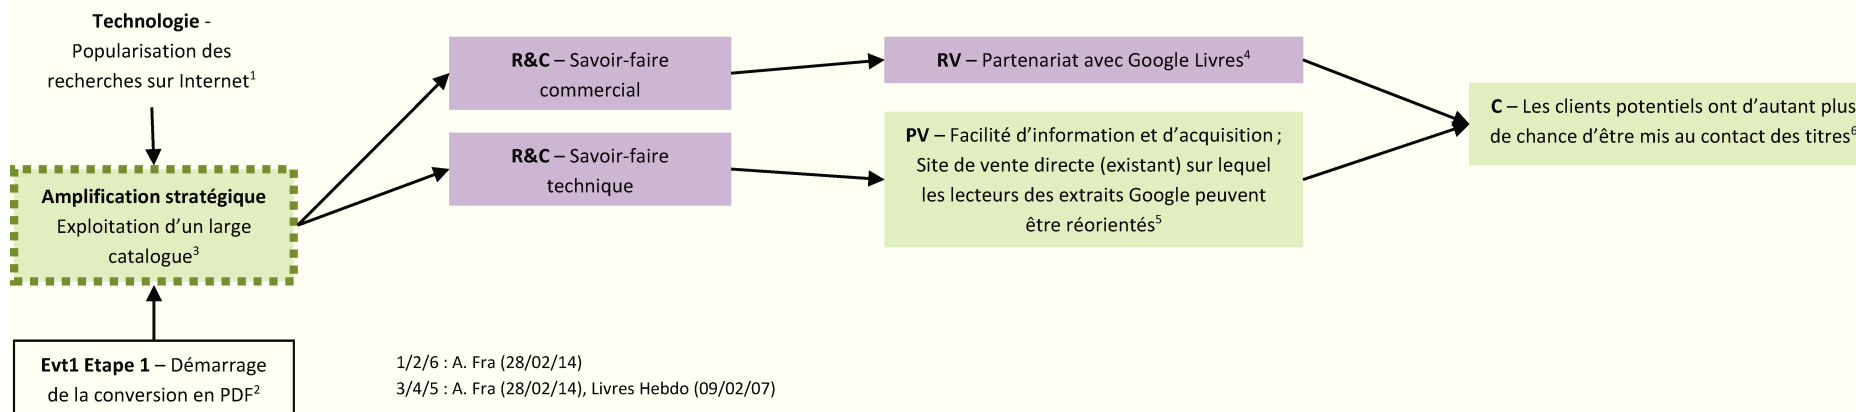 Technologie -
Popularisation des
recherches sur Internet¹
Amplification stratégique
Exploitation d’un large
catalogue³
Evt1 Etape 1 – Démarrage
de la conversion en PDF²
R&C – Savoir-faire
commercial
R&C – Savoir-faire
technique
RV – Partenariat avec Google Livres⁴
PV – Facilité d’information et d’acquisition ;
Site de vente directe (existant) sur lequel
les lecteurs des extraits Google peuvent
être réorientés⁵
C – Les clients potentiels ont d’autant plus
de chance d’être mis au contact des titres⁶
1/2/6 : A. Fra (28/02/14)
3/4/5 : A. Fra (28/02/14), Livres Hebdo (09/02/07)